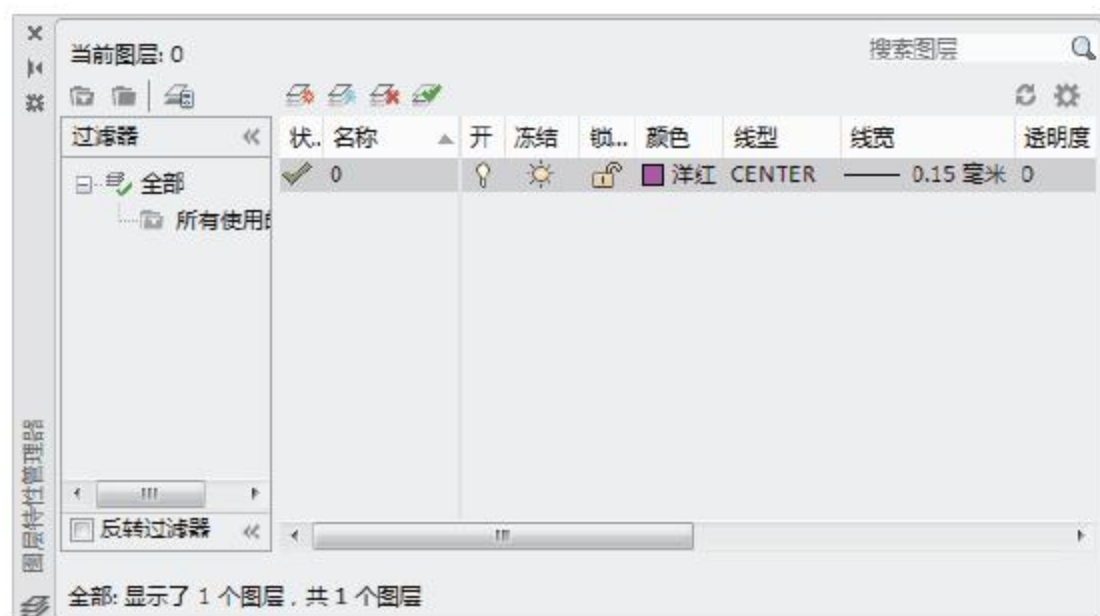 当前图层: 0
搜索图层
过滤器
状.. 名称 开 冻结 锁... 颜色 线型 线宽 透明度
全部
0 洋红 CENTER 0.15 毫米 0
所有使用
反转过滤器
全部: 显示了 1 个图层 , 共 1 个图层
图层特性管理器